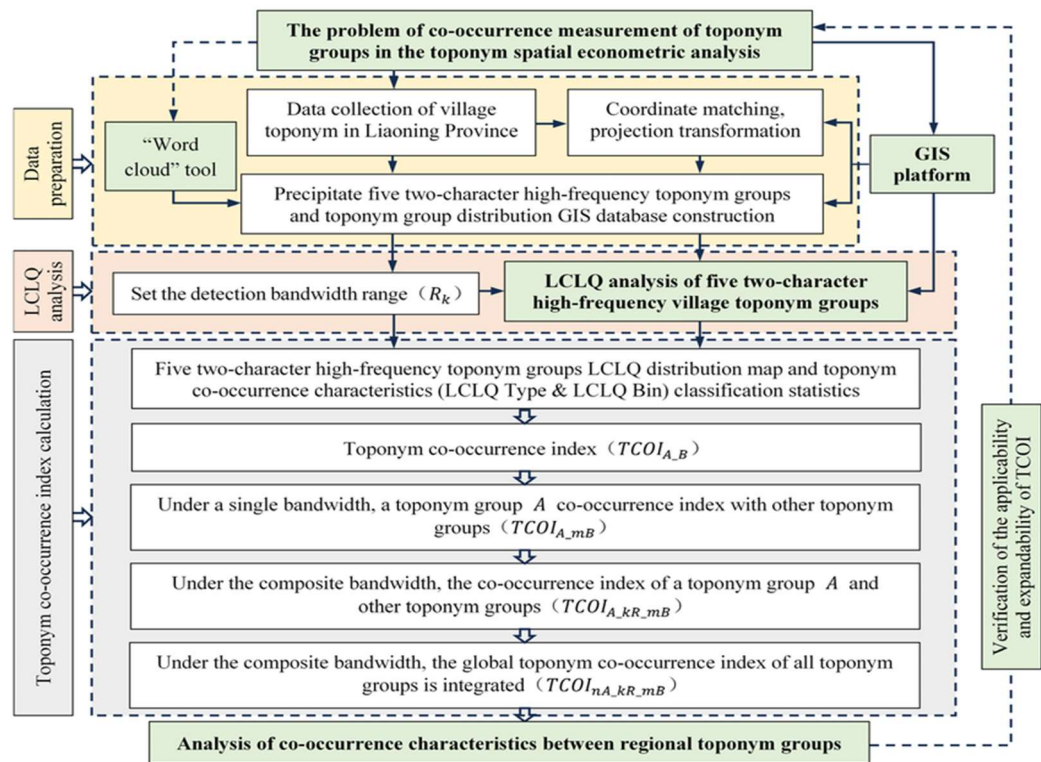 The problem of co-occurrence measurement of toponym
groups in the toponym spatial econometric analysis
Data
preparation
"Word
cloud" tool
Data collection of village
toponym in Liaoning Province
Coordinate matching,
projection transformation
GIS
platform
Precipitate five two-character high-frequency toponym groups
and toponym group distribution GIS database construction
LCLQ
analysis
Set the detection bandwidth range（R_k）
LCLQ analysis of five two-character
high-frequency village toponym groups
Toponym co-occurrence index calculation
Five two-character high-frequency toponym groups LCLQ distribution map and toponym
co-occurrence characteristics (LCLQ Type & LCLQ Bin) classification statistics
Toponym co-occurrence index（TCOI_{A_B}）
Under a single bandwidth, a toponym group A co-occurrence index with other toponym
groups（TCOI_{A_mB}）
Under the composite bandwidth, the co-occurrence index of a toponym group A and
other toponym groups（TCOI_{A_kR_mB}）
Under the composite bandwidth, the global toponym co-occurrence index of all toponym
groups is integrated（TCOI_{nA_kR_mB}）
Verification of the applicability
and expandability of TCOI
Analysis of co-occurrence characteristics between regional toponym groups